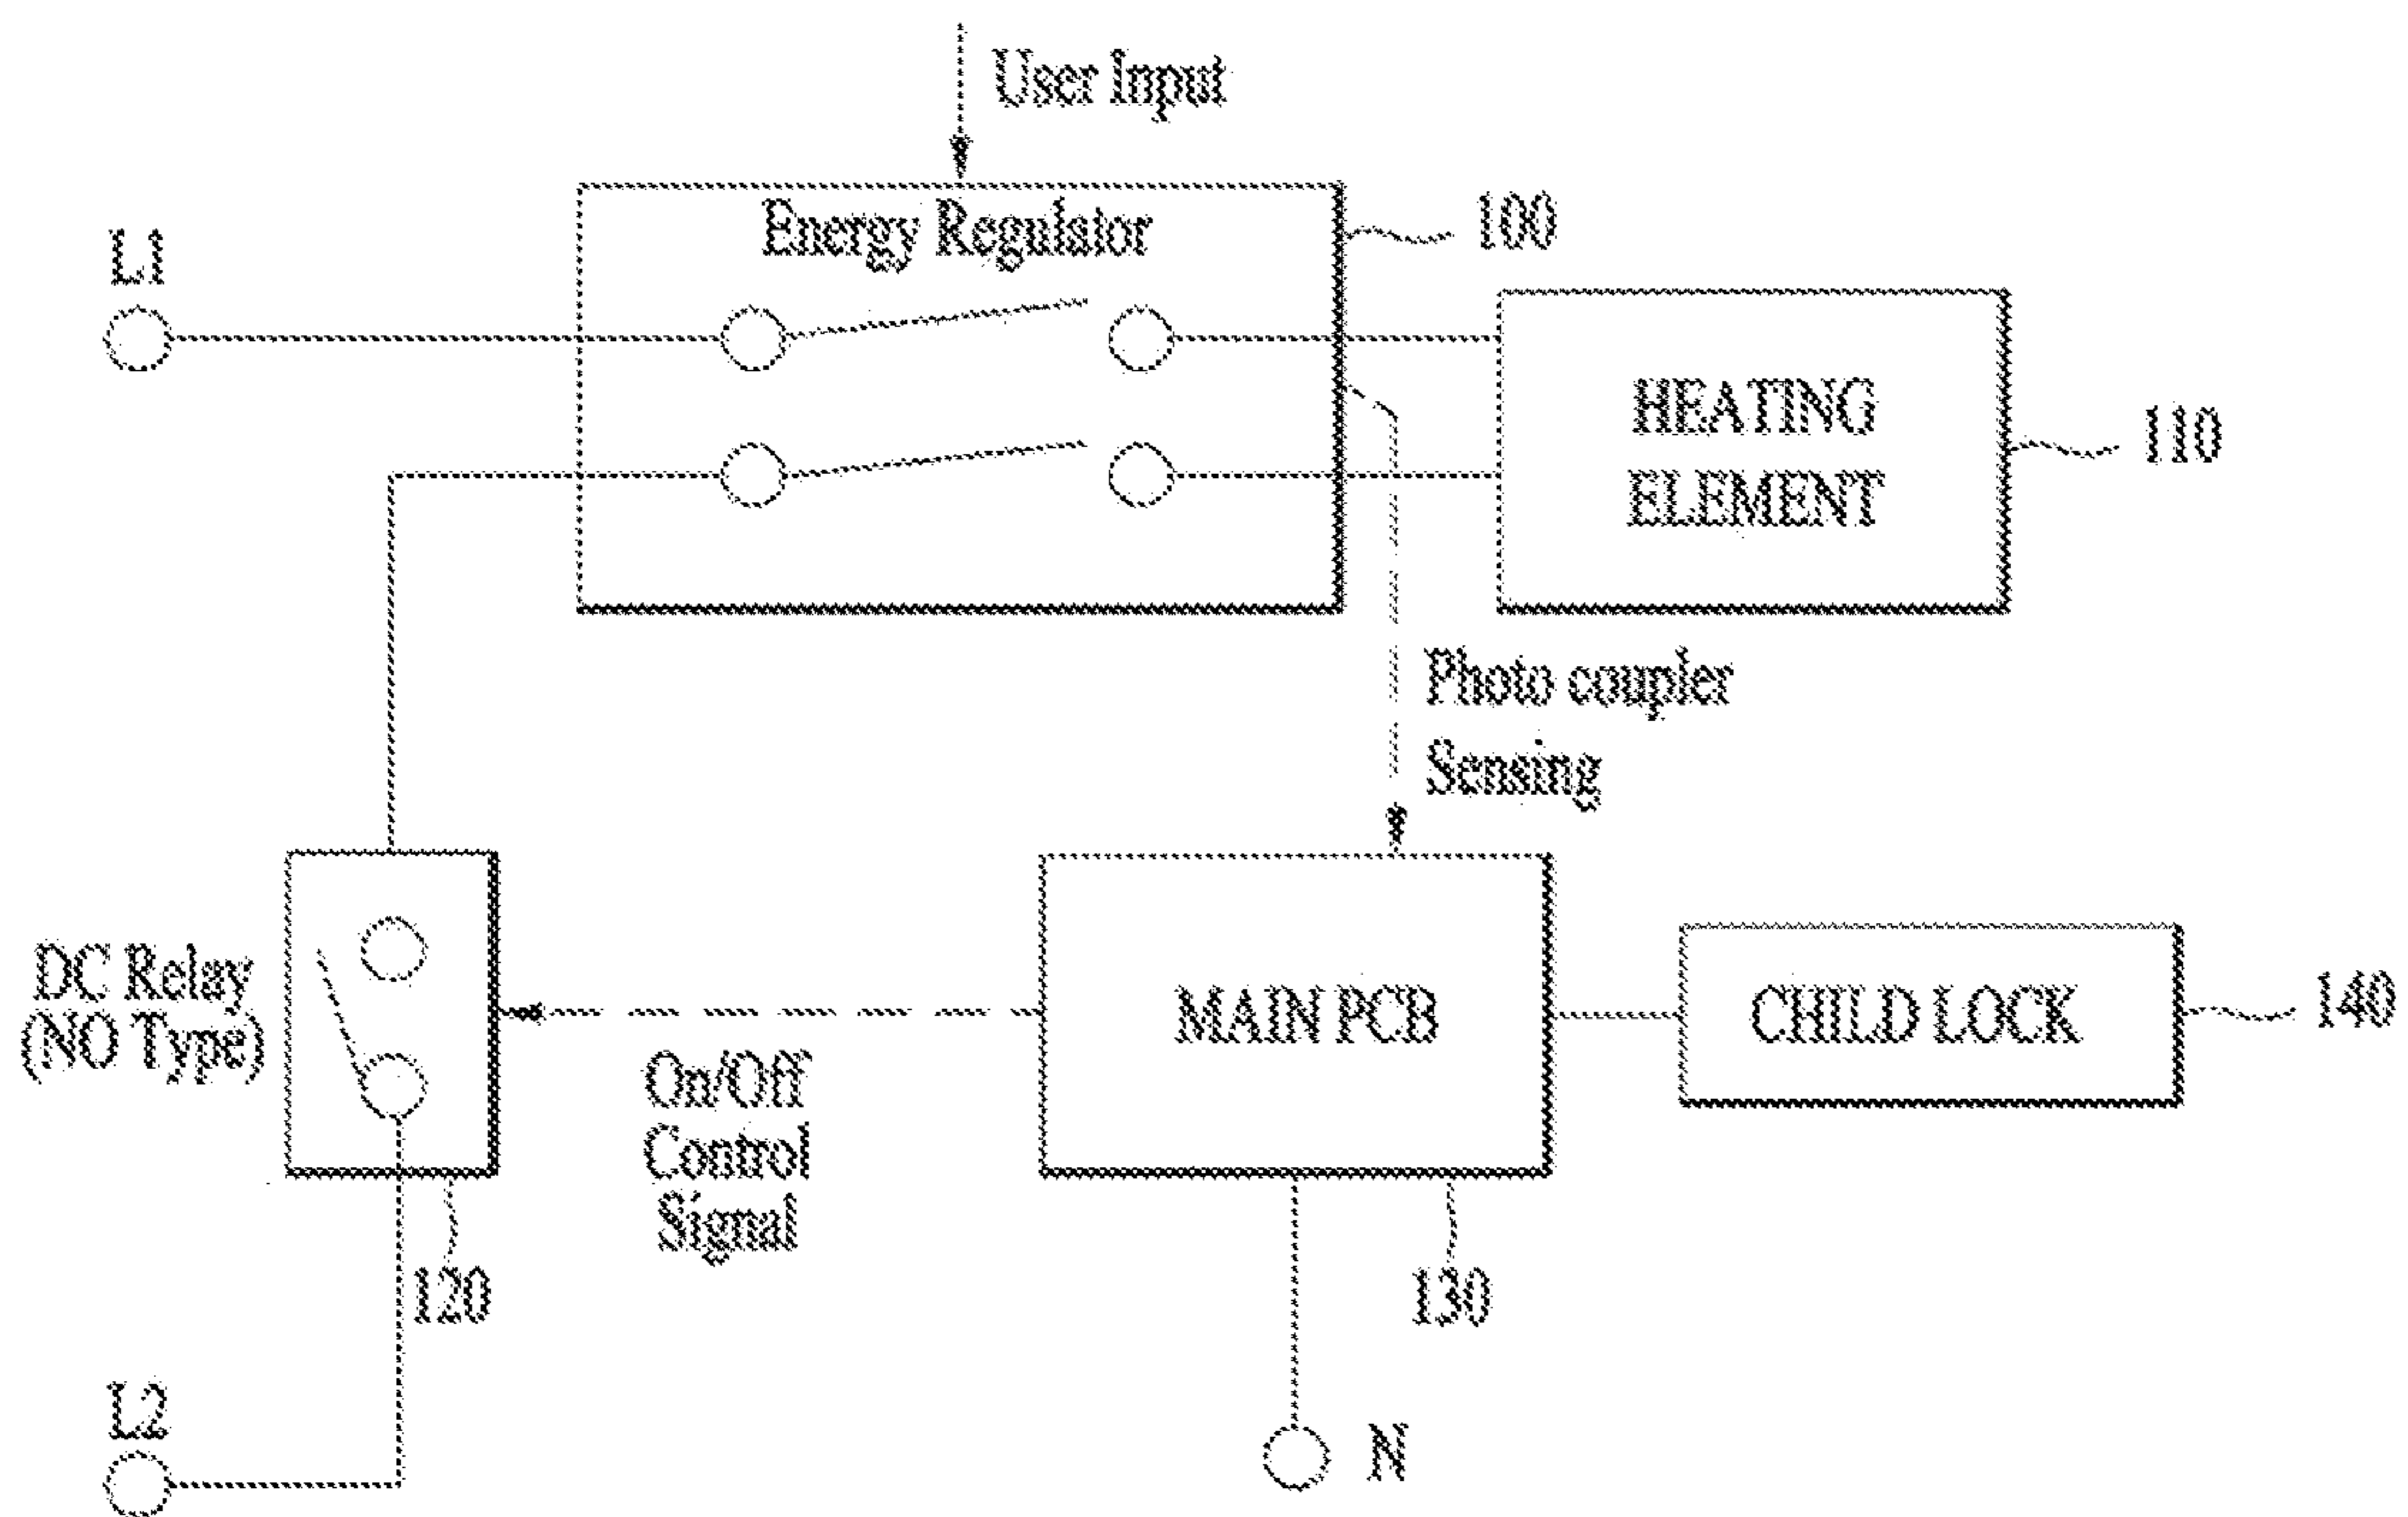 User Input
Energy Regulator
100
L1
HEATING
ELEMENT
110
Photo coupler
Sensing
DC Relay
(NO Type)
MAIN PCB
CHILD LOCK
140
On/Off
Control
Signal
120
130
L2
N